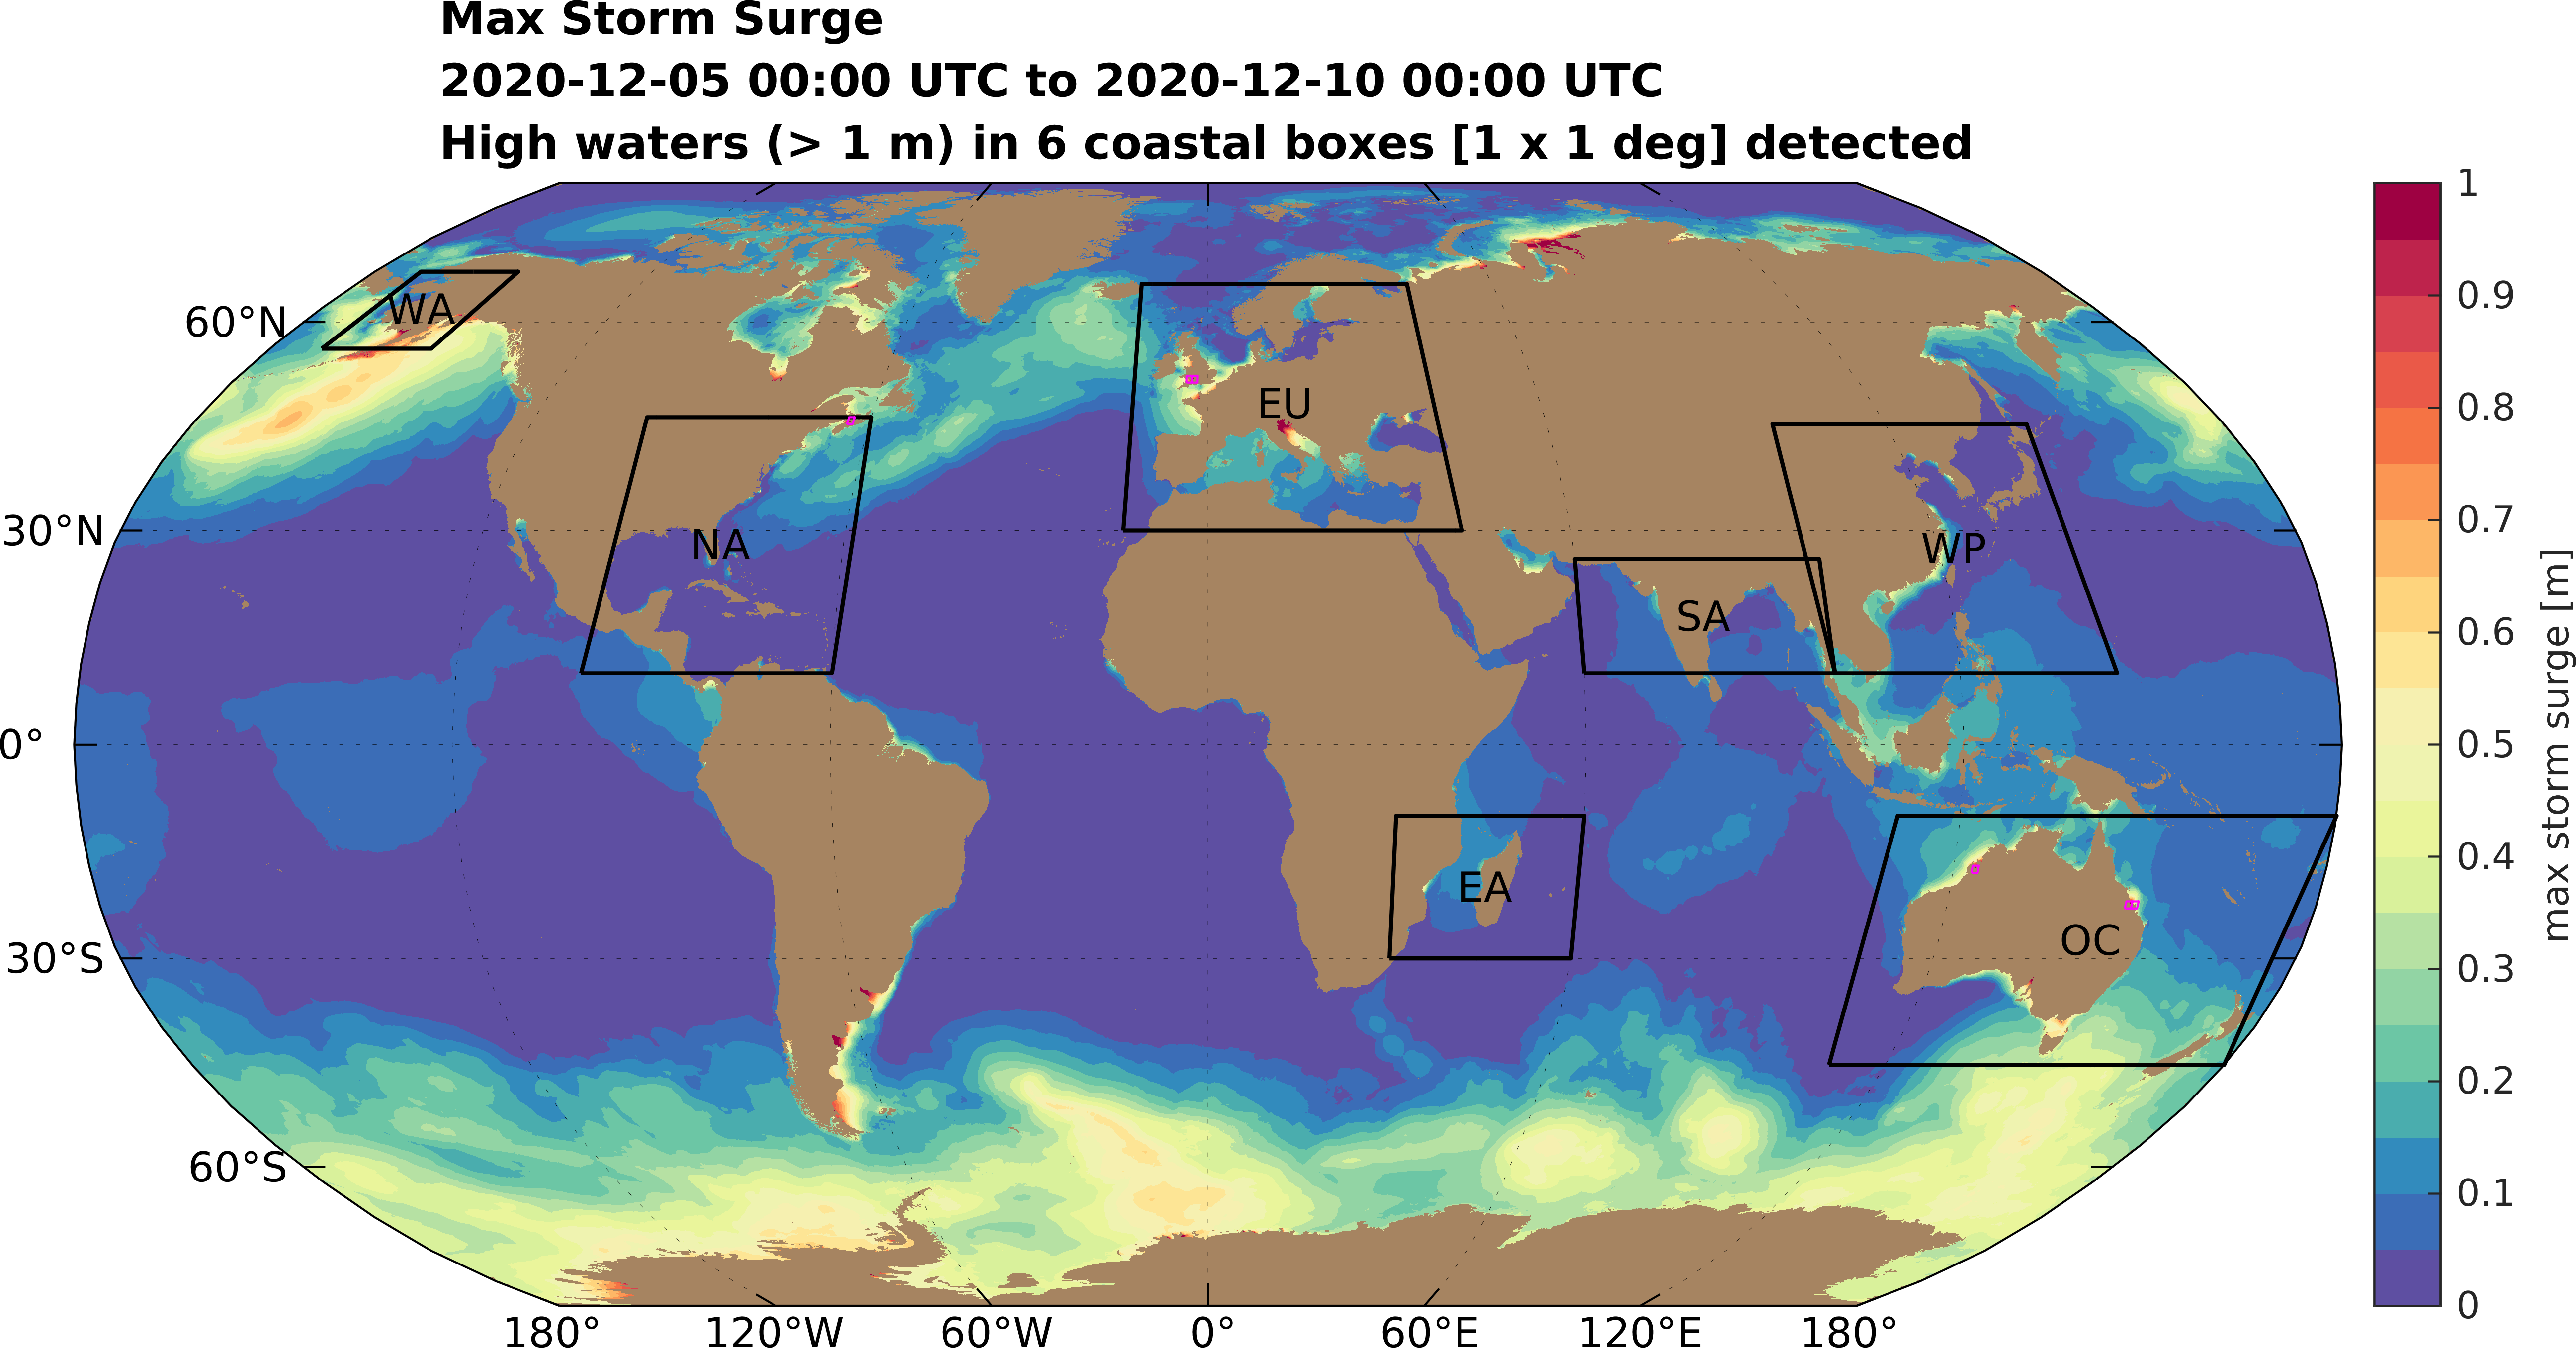 Max Storm Surge
2020-12-05 00:00 UTC to 2020-12-10 00:00 UTC
High waters (> 1 m) in 6 coastal boxes [1 x 1 deg] detected
60°N
30°N
0°
30°S
60°S
180°
120°W
60°W
0°
60°E
120°E
180°
WA
NA
EU
SA
WP
EA
OC
1
0.9
0.8
0.7
0.6
0.5
0.4
0.3
0.2
0.1
0
max storm surge [m]